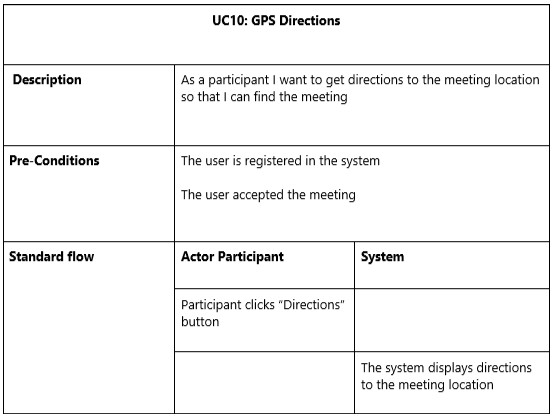 UC10: GPS Directions
Description
As a participant I want to get directions to the meeting location
so that I can find the meeting
Pre-Conditions
The user is registered in the system
The user accepted the meeting
Standard flow
Actor Participant
System
Participant clicks “Directions”
button
The system displays directions
to the meeting location